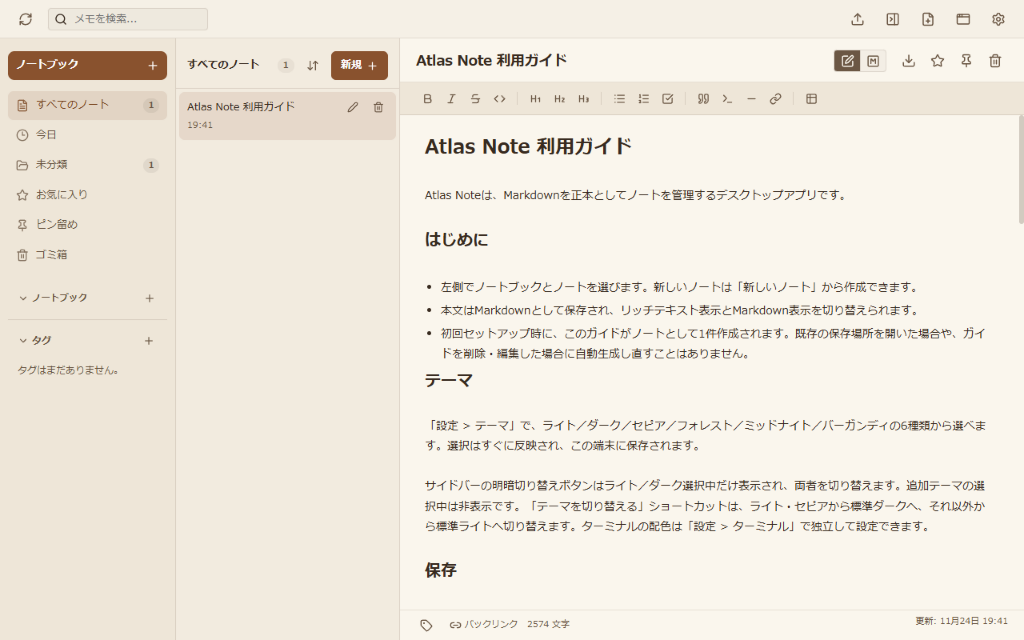 メモを検索...
ノートブック
すべてのノート 1
今日
未分類 1
お気に入り
ピン留め
ゴミ箱
ノートブック
タグ
タグはまだありません。
すべてのノート 1 新規
Atlas Note 利用ガイド
19:41
Atlas Note 利用ガイド
M
B I S H1 H2 H3
Atlas Note 利用ガイド
Atlas Noteは、Markdownを正本としてノートを管理するデスクトップアプリです。
はじめに
• 左側でノートブックとノートを選びます。新しいノートは「新しいノート」から作成できます。
• 本文はMarkdownとして保存され、リッチテキスト表示とMarkdown表示を切り替えられます。
• 初回セットアップ時に、このガイドがノートとして1件作成されます。既存の保存場所を開いた場合や、ガイ
ドを削除・編集した場合に自動生成し直すことはありません。
テーマ
「設定 > テーマ」で、ライト／ダーク／セピア／フォレスト／ミッドナイト／バーガンディの6種類から選べま
す。選択はすぐに反映され、この端末に保存されます。
サイドバーの明暗切り替えボタンはライト／ダーク選択中だけ表示され、両者を切り替えます。追加テーマの選
択中は非表示です。「テーマを切り替える」ショートカットは、ライト・セピアから標準ダークへ、それ以外か
ら標準ライトへ切り替えます。ターミナルの配色は「設定 > ターミナル」で独立して設定できます。
保存
バックリンク 2574 文字
更新: 11月24日 19:41